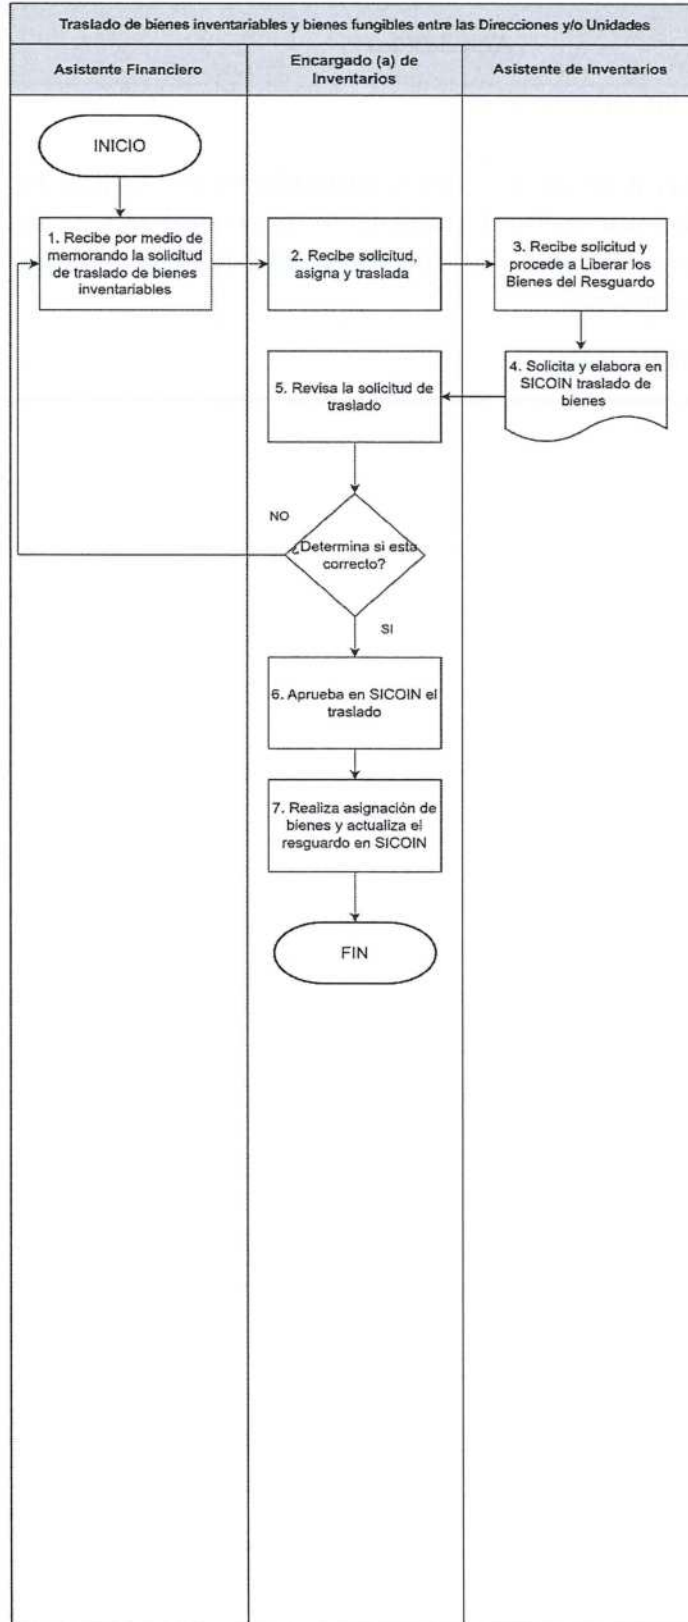 Traslado de bienes inventariables y bienes fungibles entre las Direcciones y/o Unidades
Asistente Financiero
Encargado (a) de
Inventarios
Asistente de Inventarios
INICIO
1. Recibe por medio de
memorando la solicitud
de traslado de bienes
inventariables
2. Recibe solicitud,
asigna y traslada
3. Recibe solicitud y
procede a Liberar los
Bienes del Resguardo
4. Solicita y elabora en
SICOIN traslado de
bienes
5. Revisa la solicitud de
traslado
NO
¿Determina si esta
correcto?
SI
6. Aprueba en SICOIN el
traslado
7. Realiza asignación de
bienes y actualiza el
resguardo en SICOIN
FIN